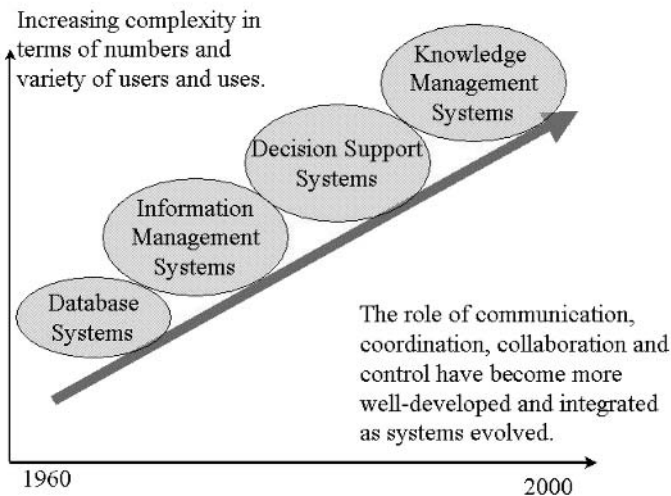 Increasing complexity in
terms of numbers and
variety of users and uses.
Knowledge
Management
Systems
Decision Support
Systems
Information
Management
Systems
Database
Systems
The role of communication,
coordination, collaboration and
control have become more
well-developed and integrated
as systems evolved.
1960
2000